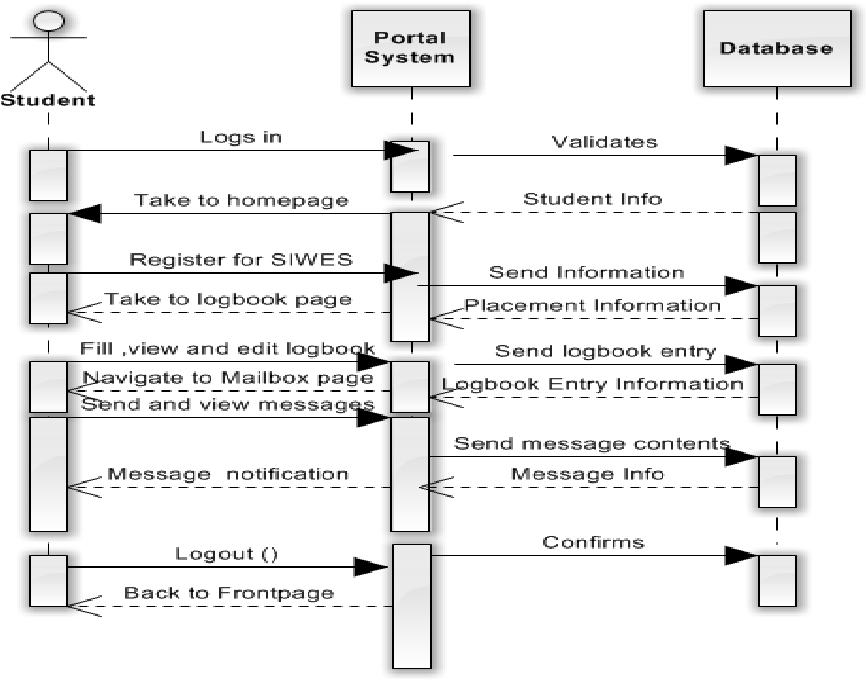 Student
Portal
System
Database
Logs in
Validates
Take to homepage
Student Info
Register for SIWES
Send Information
Take to logbook page
Placement Information
Fill ,view and edit logbook
Send logbook entry
Navigate to Mailbox page
Logbook Entry Information
Send and view messages
Send message contents
Message notification
Message Info
Logout ()
Confirms
Back to Frontpage